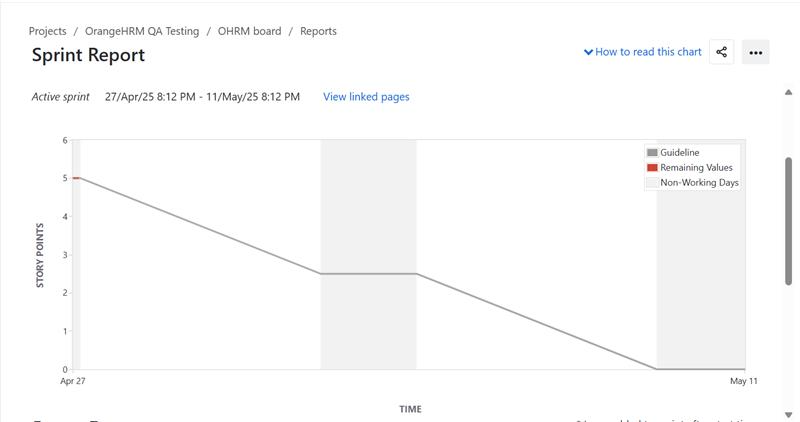 Projects / OrangeHRM QA Testing / OHRM board / Reports
Sprint Report
How to read this chart
Active sprint 27/Apr/25 8:12 PM - 11/May/25 8:12 PM View linked pages
Guideline
Remaining Values
Non-Working Days
STORY POINTS
6
5
4
3
2
1
0
Apr 27 May 11
TIME